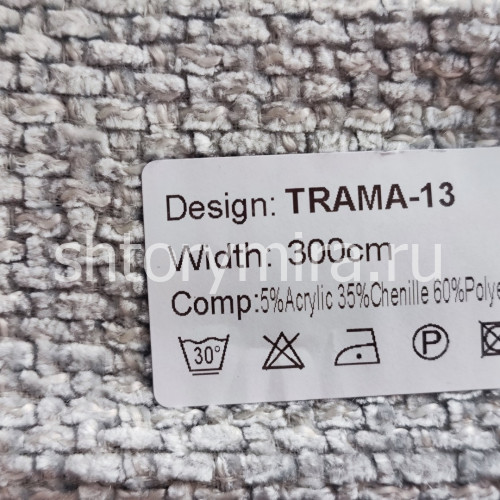 Design: TRAMA-13
Width: 300cm
shtorymira.ru
Comp:5%Acrylic 35%Chenille 60%Polye
30°
P